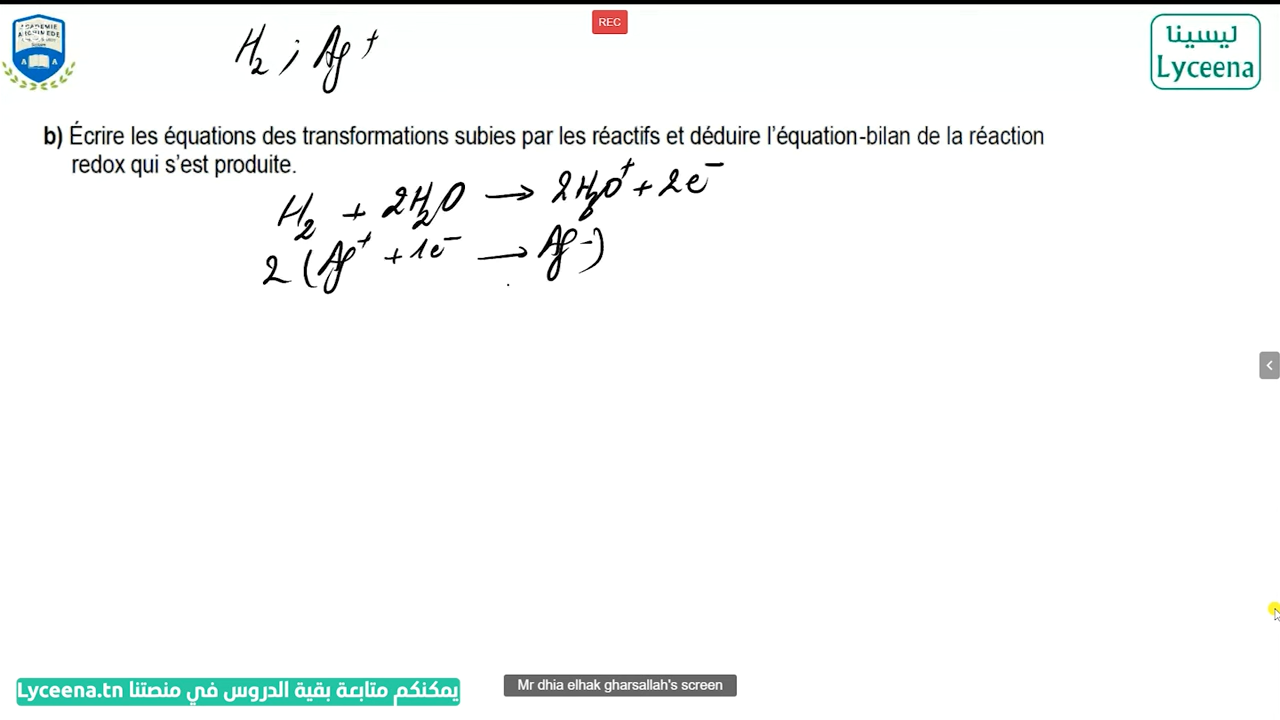 REC
ACADEMIE
H₂ ; Ag⁺
ليسينا
Lyceena
b) Écrire les équations des transformations subies par les réactifs et déduire l'équation-bilan de la réaction
redox qui s'est produite.
H₂ + 2H₂O → 2H₃O⁺ + 2e⁻
2 (Ag⁺ + 1e⁻ → Ag -)
يمكنكم متابعة بقية الدروس في منصتنا Lyceena.tn
Mr dhia elhak gharsallah's screen